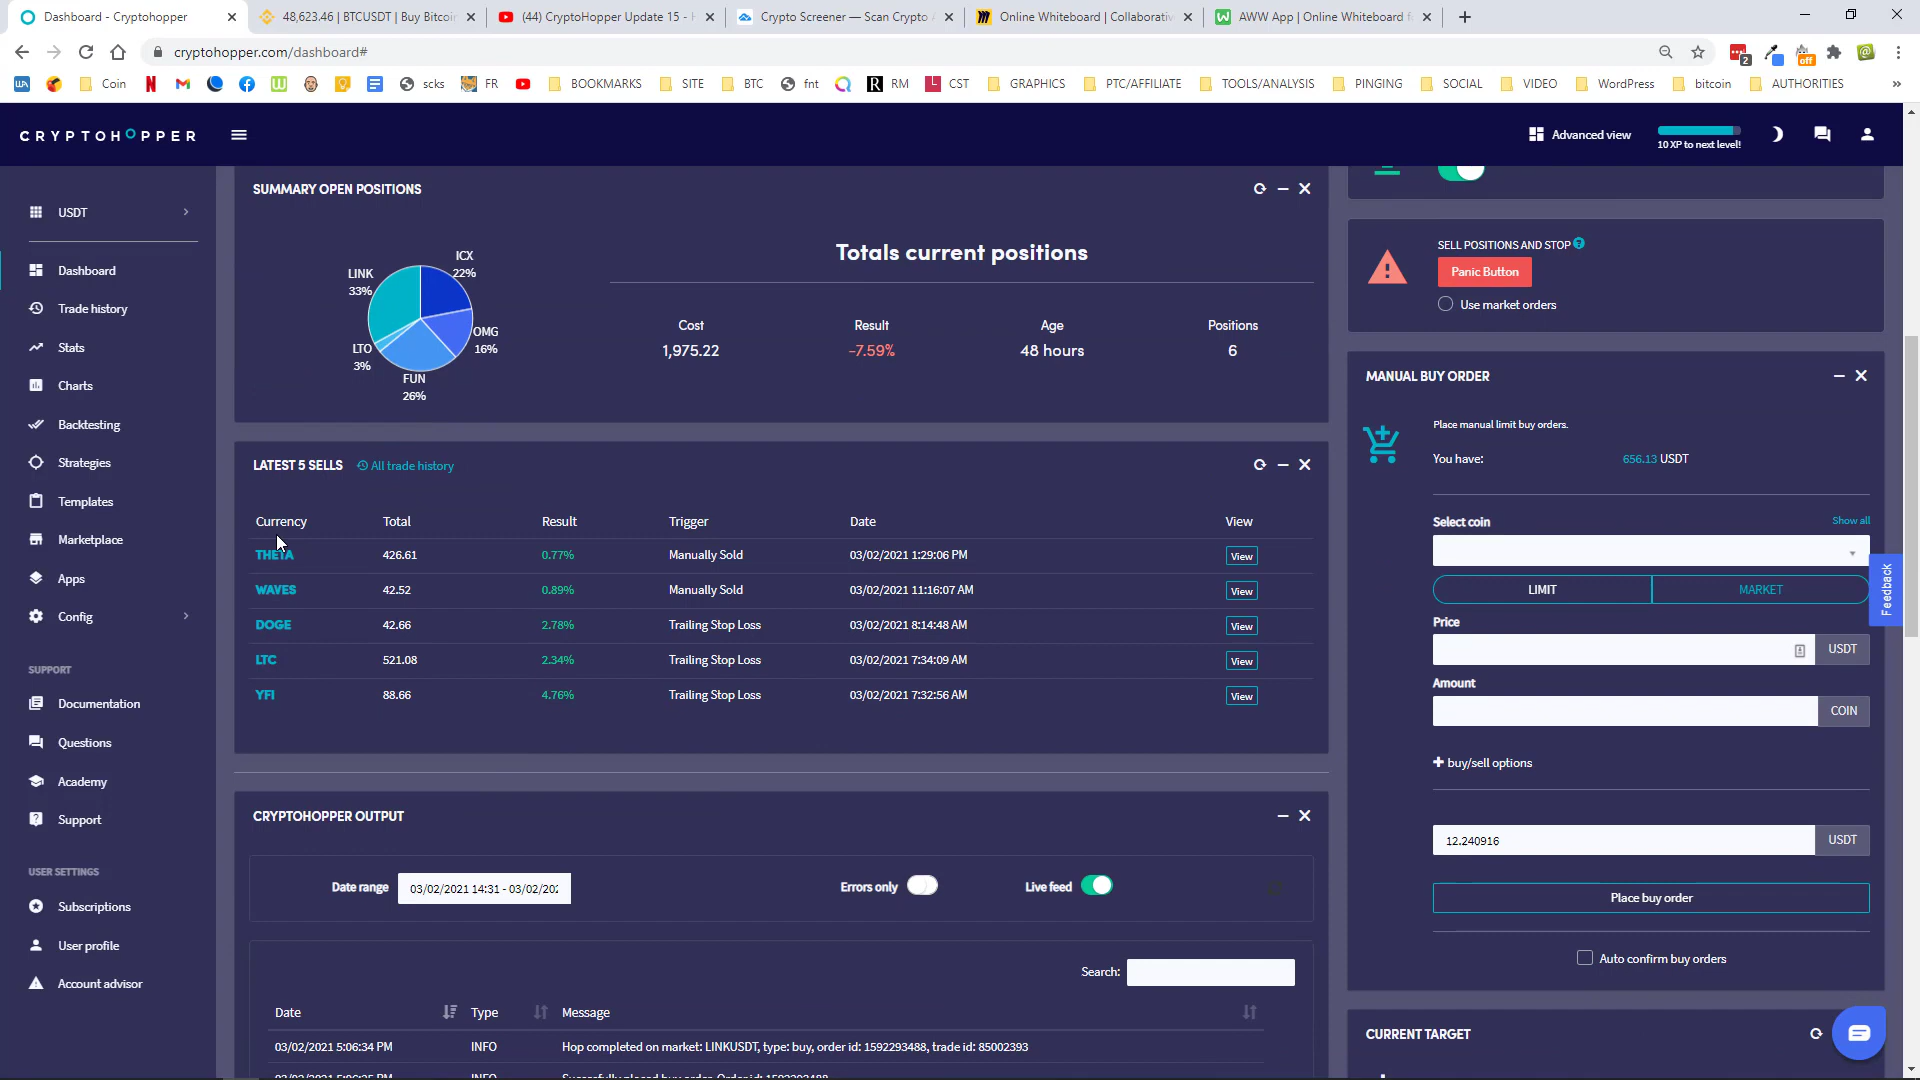 Dashboard - Cryptohopper
48,623.46 | BTCUSDT | Buy Bitcoin
(44) CryptoHopper Update 15 - H
Crypto Screener — Scan Crypto A
Online Whiteboard | Collaborativ
AWW App | Online Whiteboard f
cryptohopper.com/dashboard#
2
off
Coin
scks
FR
BOOKMARKS
SITE
BTC
fnt
RM
CST
GRAPHICS
PTC/AFFILIATE
TOOLS/ANALYSIS
PINGING
SOCIAL
VIDEO
WordPress
bitcoin
AUTHORITIES
»
CRYPTOHOPPER
Advanced view
10 XP to next level!
USDT
Dashboard
Trade history
Stats
Charts
Backtesting
Strategies
Templates
Marketplace
Apps
Config
SUPPORT
Documentation
Questions
Academy
Support
USER SETTINGS
Subscriptions
User profile
Account advisor
SUMMARY OPEN POSITIONS
ICX
22%
LINK
33%
OMG
16%
LTO
3%
FUN
26%
Totals current positions
Cost Result Age Positions
1,975.22 -7.59% 48 hours 6
LATEST 5 SELLS All trade history
Currency Total Result Trigger Date View
THETA 426.61 0.77% Manually Sold 03/02/2021 1:29:06 PM View
WAVES 42.52 0.89% Manually Sold 03/02/2021 11:16:07 AM View
DOGE 42.66 2.78% Trailing Stop Loss 03/02/2021 8:14:48 AM View
LTC 521.08 2.34% Trailing Stop Loss 03/02/2021 7:34:09 AM View
YFI 88.66 4.76% Trailing Stop Loss 03/02/2021 7:32:56 AM View
CRYPTOHOPPER OUTPUT
Date range 03/02/2021 14:31 - 03/02/202 Errors only Live feed
Search:
Date Type Message
03/02/2021 5:06:34 PM INFO Hop completed on market: LINKUSDT, type: buy, order id: 1592293488, trade id: 85002393
SELL POSITIONS AND STOP ?
Panic Button
Use market orders
MANUAL BUY ORDER
Place manual limit buy orders.
You have: 656.13 USDT
Select coin Show all
LIMIT MARKET
Price
USDT
Amount
COIN
+ buy/sell options
12.240916 USDT
Place buy order
Auto confirm buy orders
CURRENT TARGET
Feedback